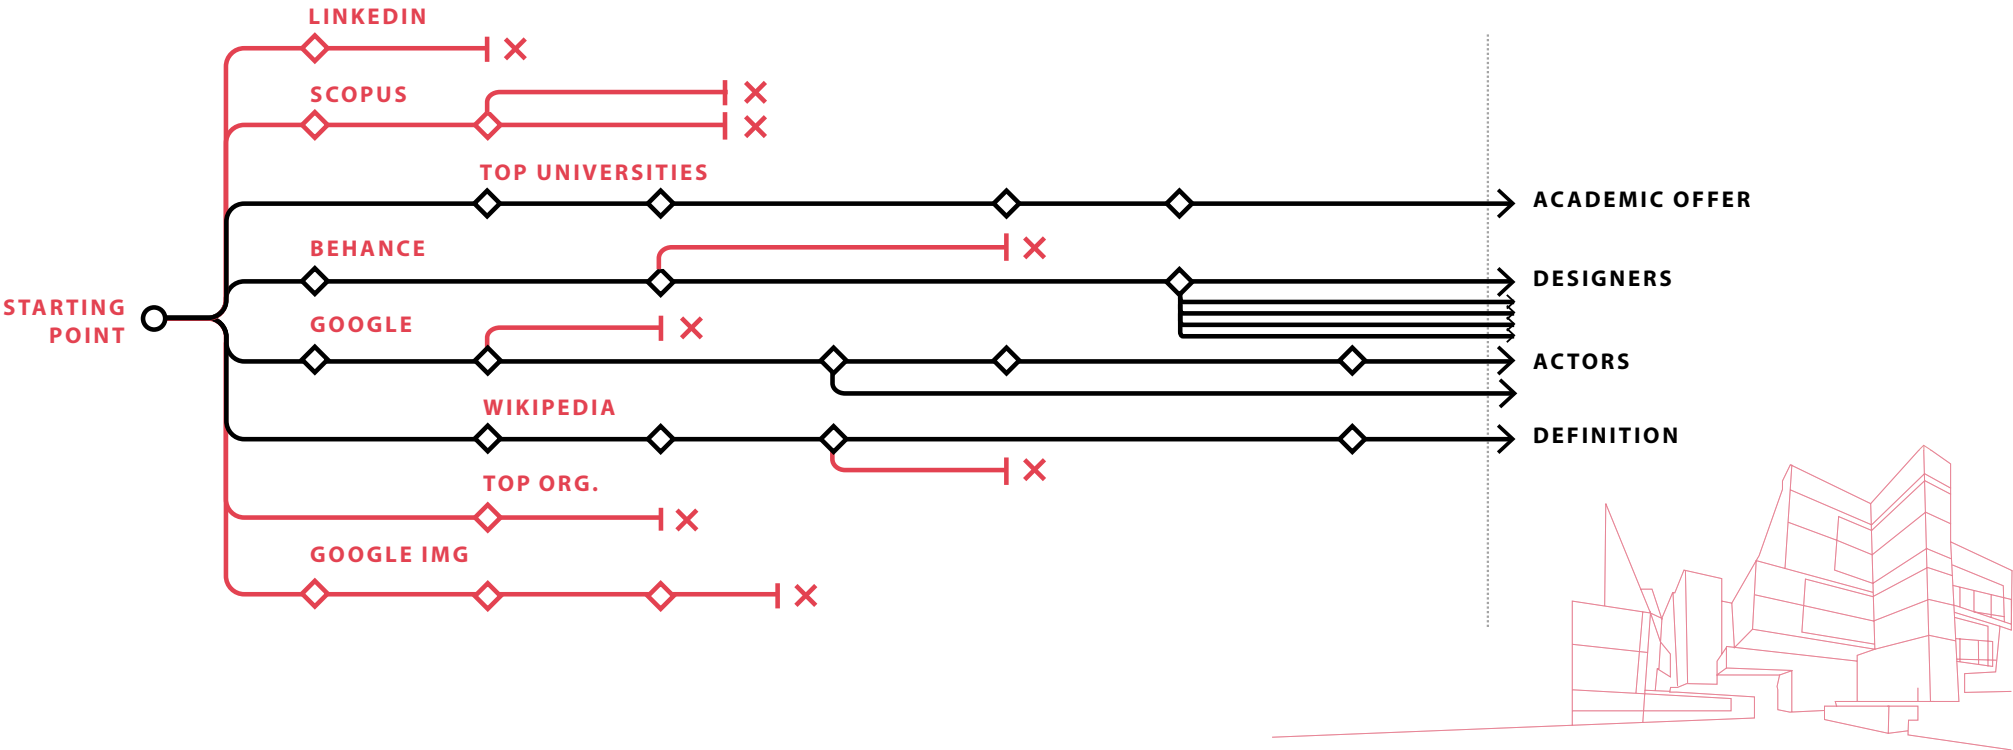 LINKEDIN
SCOPUS
TOP UNIVERSITIES
ACADEMIC OFFER
BEHANCE
DESIGNERS
STARTING
POINT
GOOGLE
ACTORS
WIKIPEDIA
DEFINITION
TOP ORG.
GOOGLE IMG